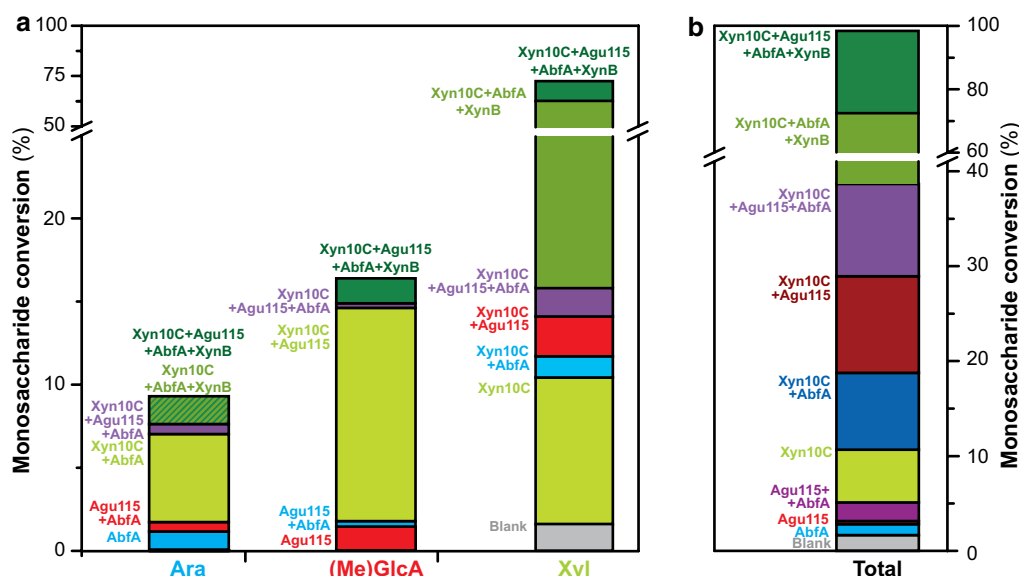 a
b
Monosaccharide conversion (%)
100
75
50
20
10
0
Xyn10C+Agu115
+AbfA+XynB
Xyn10C
+AbfA+XynB
Xyn10C
+Agu115
+AbfA
Xyn10C
+AbfA
Agu115
+AbfA
AbfA
Ara
Xyn10C+Agu115
+AbfA+XynB
Xyn10C
+Agu115+AbfA
Xyn10C
+Agu115
Agu115
+AbfA
Agu115
(Me)GlcA
Xyn10C+Agu115
+AbfA+XynB
Xyn10C+AbfA
+XynB
Xyn10C
+Agu115+AbfA
Xyn10C
+Agu115
Xyn10C
+AbfA
Xyn10C
Blank
Xyl
Xyn10C+Agu115
+AbfA+XynB
Xyn10C+AbfA
+XynB
Xyn10C
+Agu115+AbfA
Xyn10C
+Agu115
Xyn10C
+AbfA
Xyn10C
Agu115+
+AbfA
Agu115
AbfA
Blank
Total
100
80
60
40
30
20
10
0
Monosaccharide conversion (%)